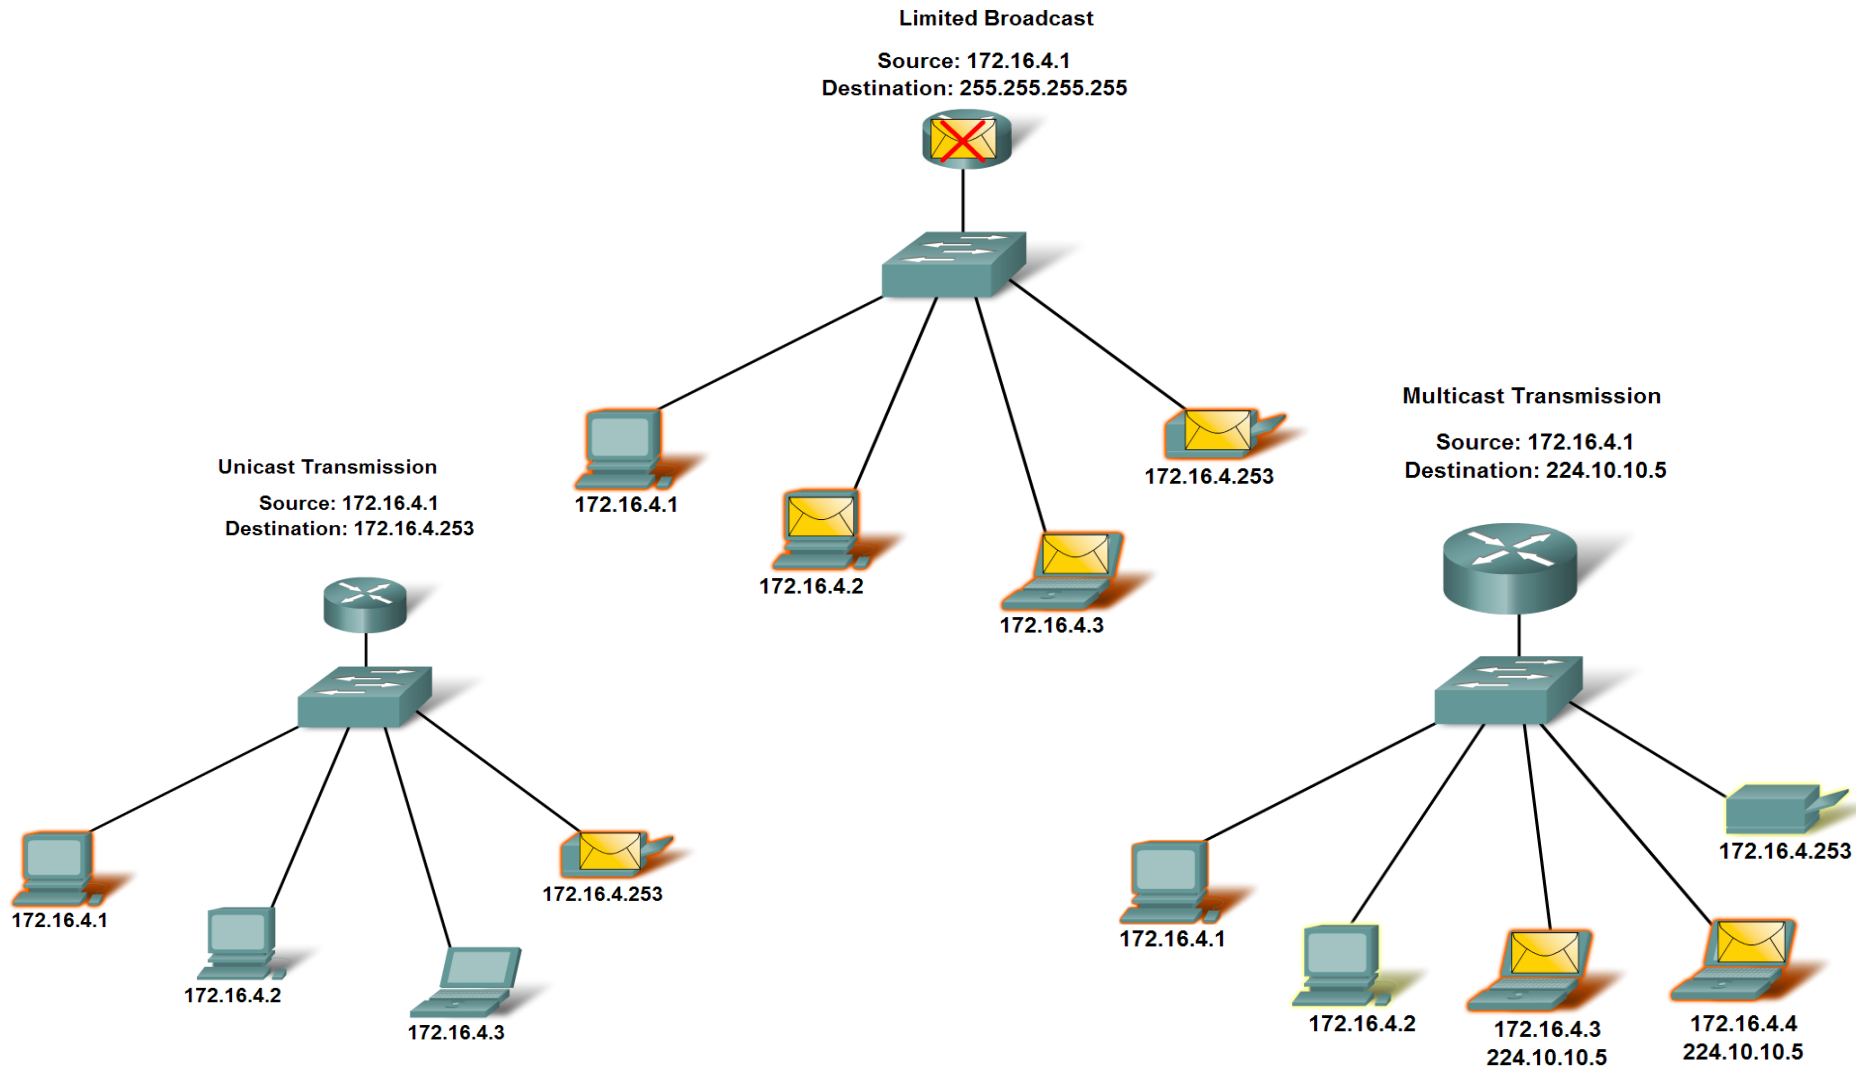 Limited Broadcast
Source: 172.16.4.1
Destination: 255.255.255.255
172.16.4.1
172.16.4.2
172.16.4.3
172.16.4.253
Unicast Transmission
Source: 172.16.4.1
Destination: 172.16.4.253
172.16.4.1
172.16.4.2
172.16.4.3
172.16.4.253
Multicast Transmission
Source: 172.16.4.1
Destination: 224.10.10.5
172.16.4.1
172.16.4.2
172.16.4.3
224.10.10.5
172.16.4.4
224.10.10.5
172.16.4.253